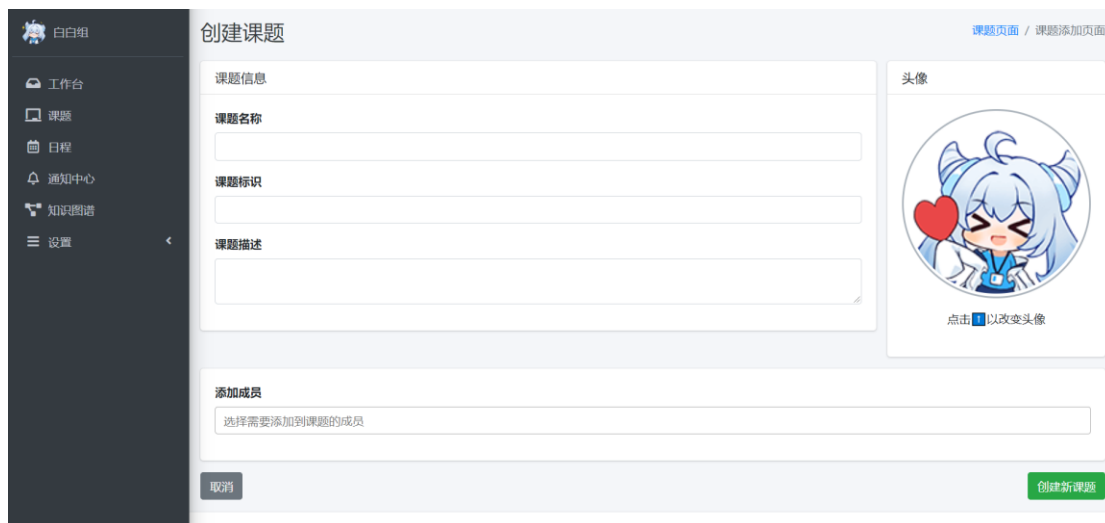 白白组
工作台
课题
日程
通知中心
知识图谱
设置
创建课题
课题页面 / 课题添加页面
课题信息
课题名称
课题标识
课题描述
头像
点击⬆以改变头像
添加成员
选择需要添加到课题的成员
取消
创建新课题